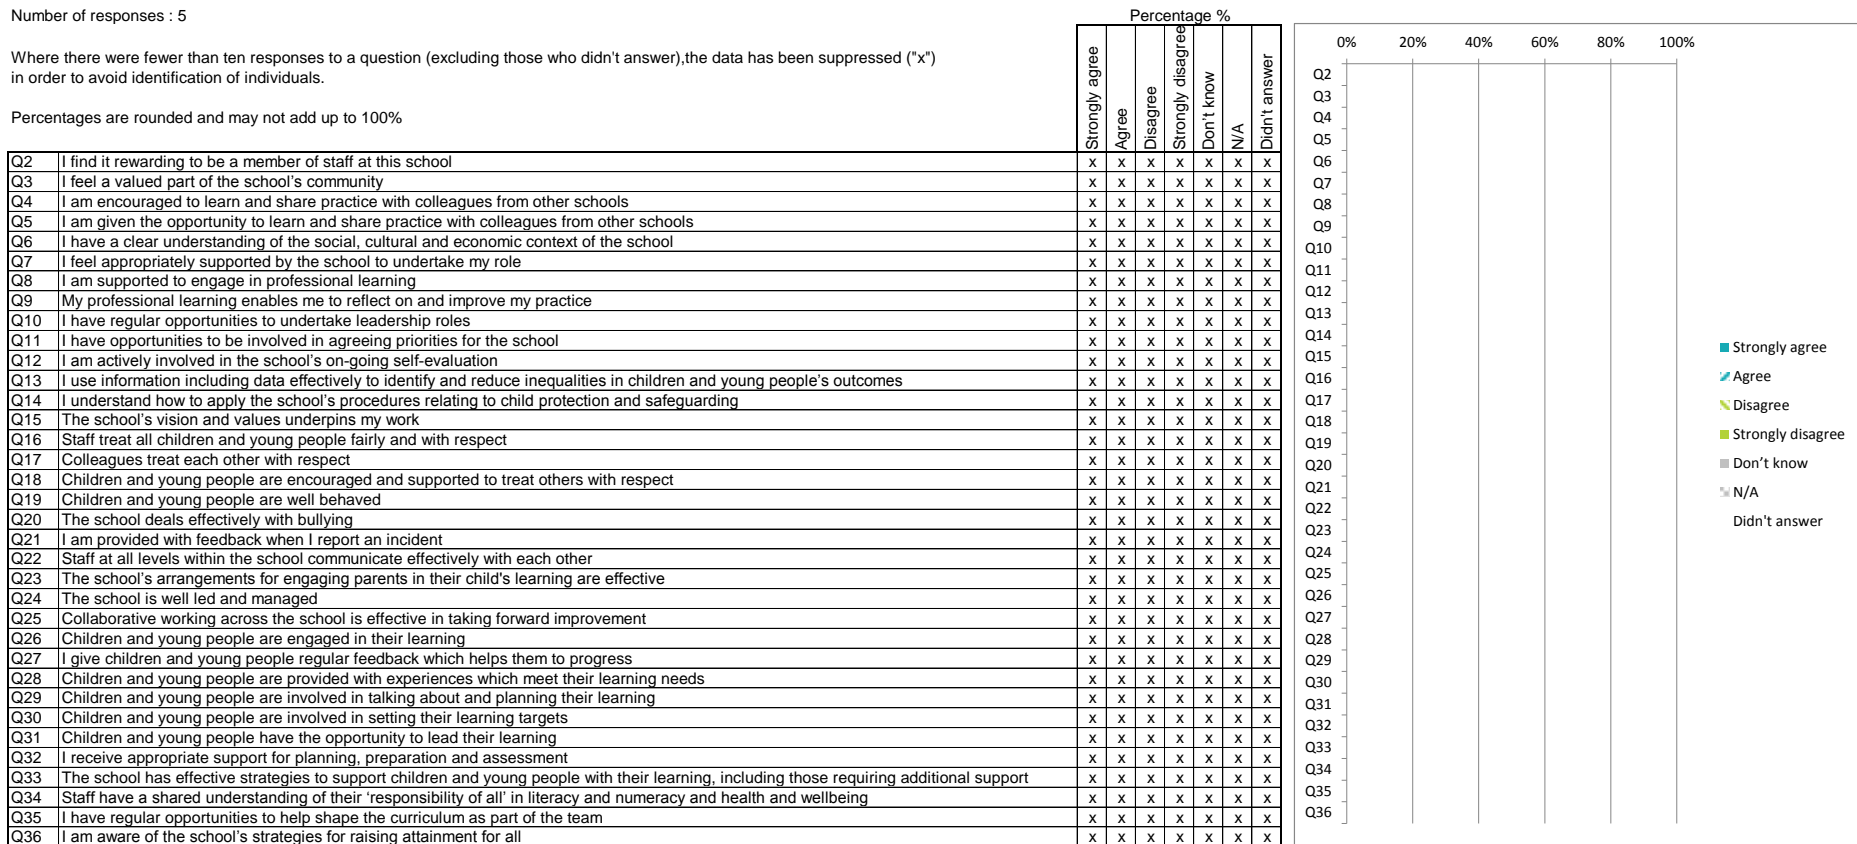 Number of responses : 5
Percentage %
Where there were fewer than ten responses to a question (excluding those who didn't answer),the data has been suppressed ("x")
in order to avoid identification of individuals.
Percentages are rounded and may not add up to 100%
Strongly agree
Agree
Disagree
Strongly disagree
Don't know
N/A
Didn't answer
Q2 I find it rewarding to be a member of staff at this school x x x x x x x
Q3 I feel a valued part of the school's community x x x x x x x
Q4 I am encouraged to learn and share practice with colleagues from other schools x x x x x x x
Q5 I am given the opportunity to learn and share practice with colleagues from other schools x x x x x x x
Q6 I have a clear understanding of the social, cultural and economic context of the school x x x x x x x
Q7 I feel appropriately supported by the school to undertake my role x x x x x x x
Q8 I am supported to engage in professional learning x x x x x x x
Q9 My professional learning enables me to reflect on and improve my practice x x x x x x x
Q10 I have regular opportunities to undertake leadership roles x x x x x x x
Q11 I have opportunities to be involved in agreeing priorities for the school x x x x x x x
Q12 I am actively involved in the school's on-going self-evaluation x x x x x x x
Q13 I use information including data effectively to identify and reduce inequalities in children and young people's outcomes x x x x x x x
Q14 I understand how to apply the school's procedures relating to child protection and safeguarding x x x x x x x
Q15 The school's vision and values underpins my work x x x x x x x
Q16 Staff treat all children and young people fairly and with respect x x x x x x x
Q17 Colleagues treat each other with respect x x x x x x x
Q18 Children and young people are encouraged and supported to treat others with respect x x x x x x x
Q19 Children and young people are well behaved x x x x x x x
Q20 The school deals effectively with bullying x x x x x x x
Q21 I am provided with feedback when I report an incident x x x x x x x
Q22 Staff at all levels within the school communicate effectively with each other x x x x x x x
Q23 The school's arrangements for engaging parents in their child's learning are effective x x x x x x x
Q24 The school is well led and managed x x x x x x x
Q25 Collaborative working across the school is effective in taking forward improvement x x x x x x x
Q26 Children and young people are engaged in their learning x x x x x x x
Q27 I give children and young people regular feedback which helps them to progress x x x x x x x
Q28 Children and young people are provided with experiences which meet their learning needs x x x x x x x
Q29 Children and young people are involved in talking about and planning their learning x x x x x x x
Q30 Children and young people are involved in setting their learning targets x x x x x x x
Q31 Children and young people have the opportunity to lead their learning x x x x x x x
Q32 I receive appropriate support for planning, preparation and assessment x x x x x x x
Q33 The school has effective strategies to support children and young people with their learning, including those requiring additional support x x x x x x x
Q34 Staff have a shared understanding of their ‘responsibility of all’ in literacy and numeracy and health and wellbeing x x x x x x x
Q35 I have regular opportunities to help shape the curriculum as part of the team x x x x x x x
Q36 I am aware of the school's strategies for raising attainment for all x x x x x x x
0% 20% 40% 60% 80% 100%
Q2
Q3
Q4
Q5
Q6
Q7
Q8
Q9
Q10
Q11
Q12
Q13
Q14
Q15
Q16
Q17
Q18
Q19
Q20
Q21
Q22
Q23
Q24
Q25
Q26
Q27
Q28
Q29
Q30
Q31
Q32
Q33
Q34
Q35
Q36
Strongly agree
Agree
Disagree
Strongly disagree
Don't know
N/A
Didn't answer